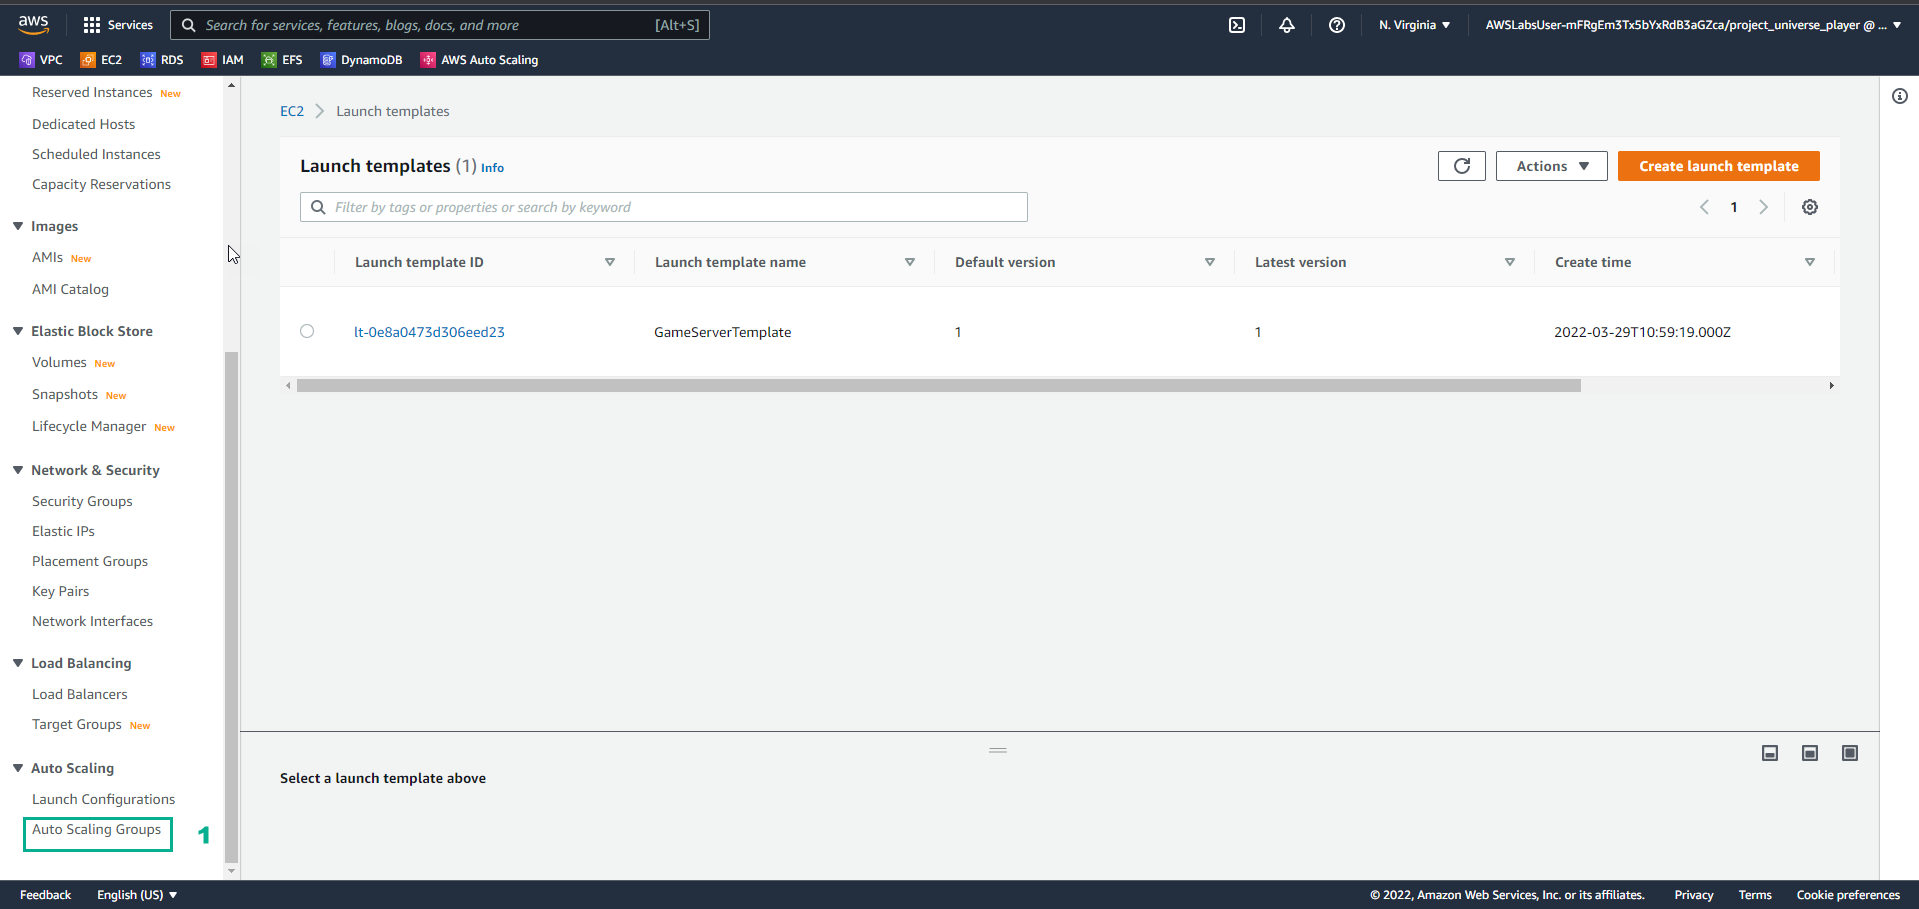 aws
Services
Search for services, features, blogs, docs, and more
[Alt+S]
N. Virginia
AWSLabsUser-mFRgEm3Tx5bYxRdB3aGZca/project_universe_player @ ...
VPC
EC2
RDS
IAM
EFS
DynamoDB
AWS Auto Scaling
Reserved Instances New
Dedicated Hosts
Scheduled Instances
Capacity Reservations
Images
AMIs New
AMI Catalog
Elastic Block Store
Volumes New
Snapshots New
Lifecycle Manager New
Network & Security
Security Groups
Elastic IPs
Placement Groups
Key Pairs
Network Interfaces
Load Balancing
Load Balancers
Target Groups New
Auto Scaling
Launch Configurations
Auto Scaling Groups
1
EC2
Launch templates
Launch templates (1) Info
Actions
Create launch template
Filter by tags or properties or search by keyword
1
Launch template ID
Launch template name
Default version
Latest version
Create time
lt-0e8a0473d306eed23
GameServerTemplate
1
1
2022-03-29T10:59:19.000Z
Select a launch template above
Feedback
English (US)
© 2022, Amazon Web Services, Inc. or its affiliates.
Privacy
Terms
Cookie preferences